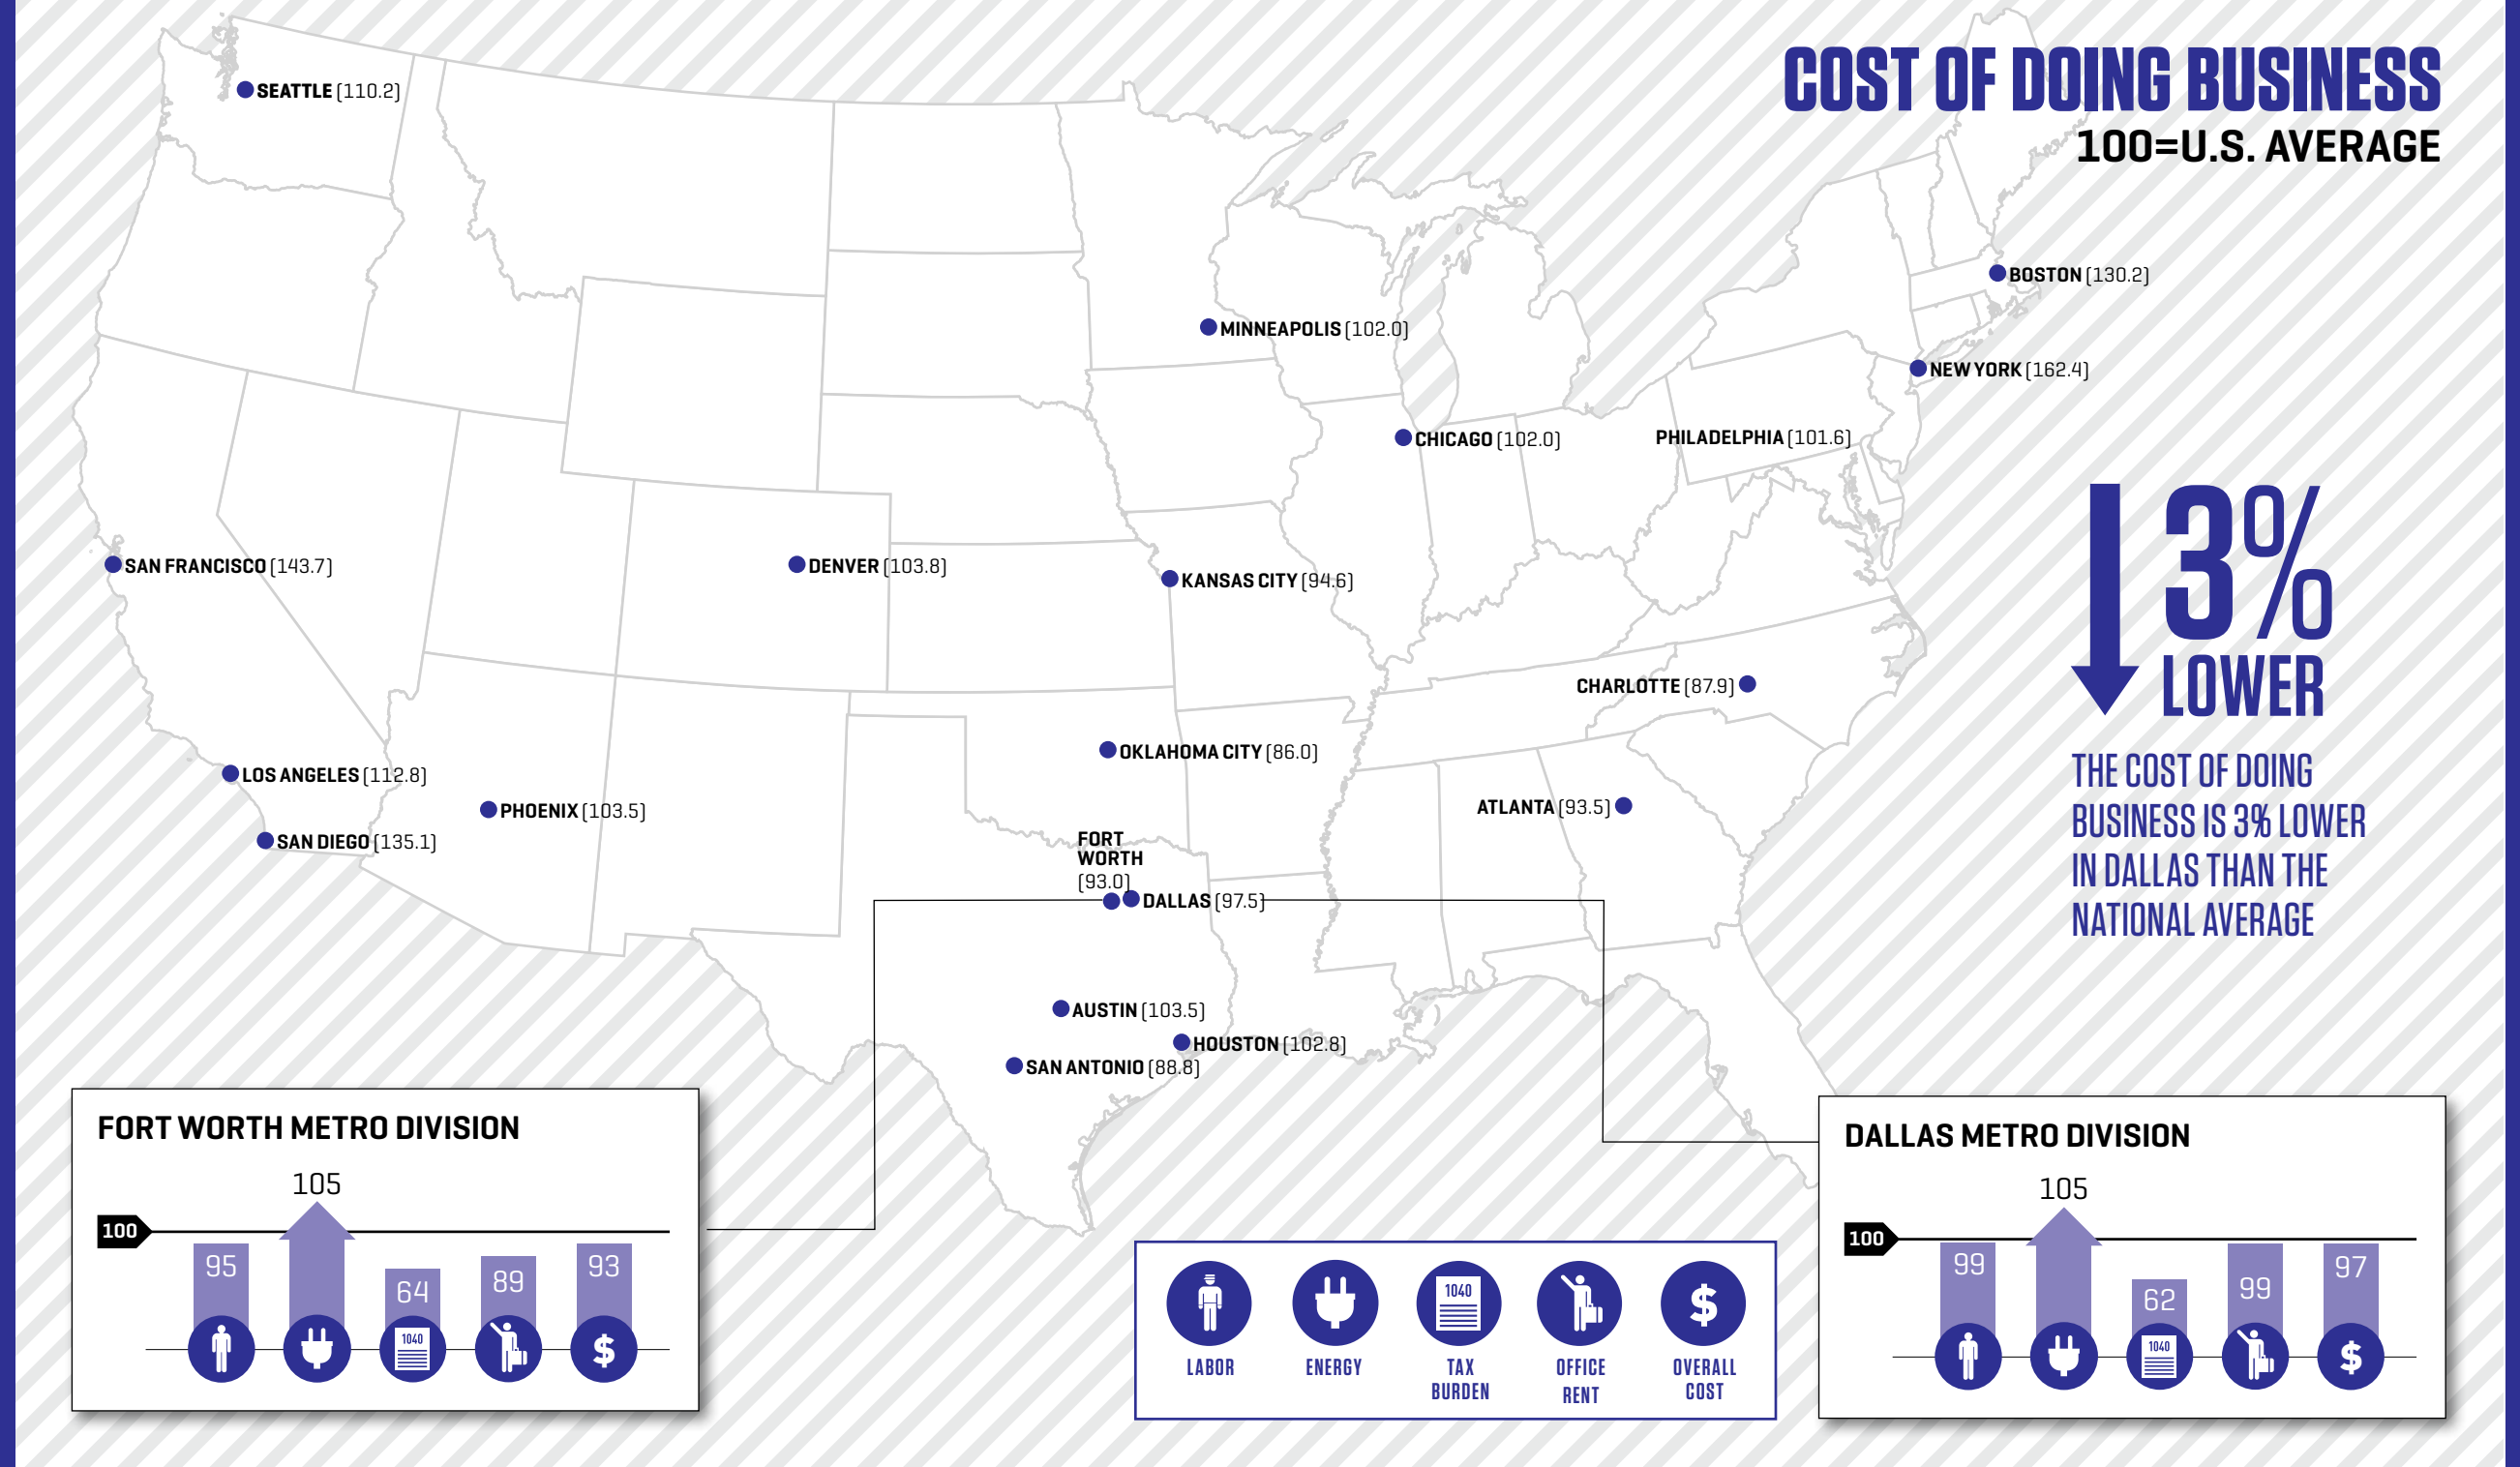 COST OF DOING BUSINESS
100=U.S. AVERAGE
SEATTLE (110.2)
BOSTON (130.2)
MINNEAPOLIS (102.0)
NEW YORK (162.4)
CHICAGO (102.0)
PHILADELPHIA (101.6)
SAN FRANCISCO (143.7)
DENVER (103.8)
KANSAS CITY (94.6)
CHARLOTTE (87.9)
OKLAHOMA CITY (86.0)
LOS ANGELES (112.8)
PHOENIX (103.5)
ATLANTA (93.5)
SAN DIEGO (135.1)
FORT
WORTH
(93.0)
DALLAS (97.5)
AUSTIN (103.5)
HOUSTON (102.8)
SAN ANTONIO (88.8)
3%
LOWER
THE COST OF DOING
BUSINESS IS 3% LOWER
IN DALLAS THAN THE
NATIONAL AVERAGE
FORT WORTH METRO DIVISION
105
100
95
64
89
93
1040
$
1040
$
LABOR
ENERGY
TAX
BURDEN
OFFICE
RENT
OVERALL
COST
DALLAS METRO DIVISION
105
100
99
62
99
97
1040
$